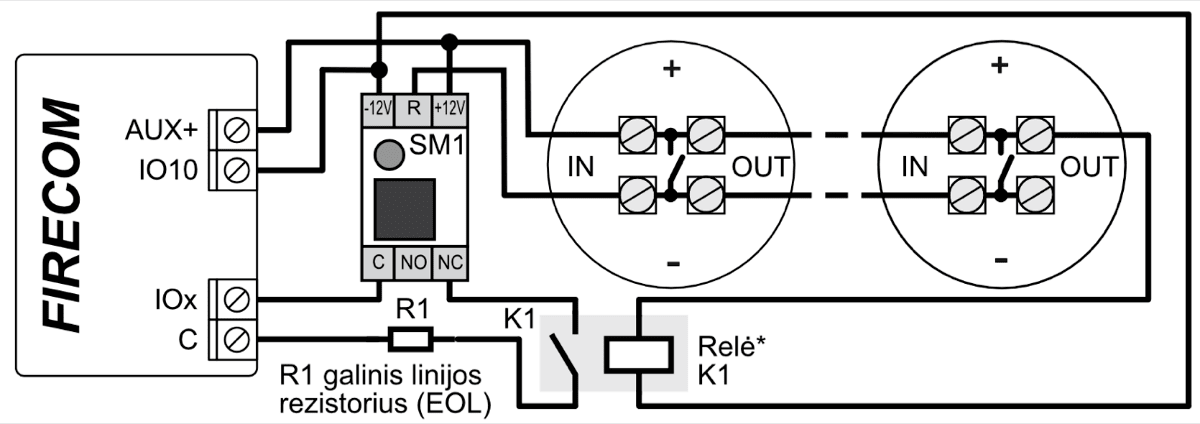 FIRECOM
AUX+
IO10
IOx
C
-12V R +12V
SM1
C NO NC
+
IN OUT
-
+
IN OUT
-
R1
R1 galinis linijos
rezistorius (EOL)
K1
Relė*
K1